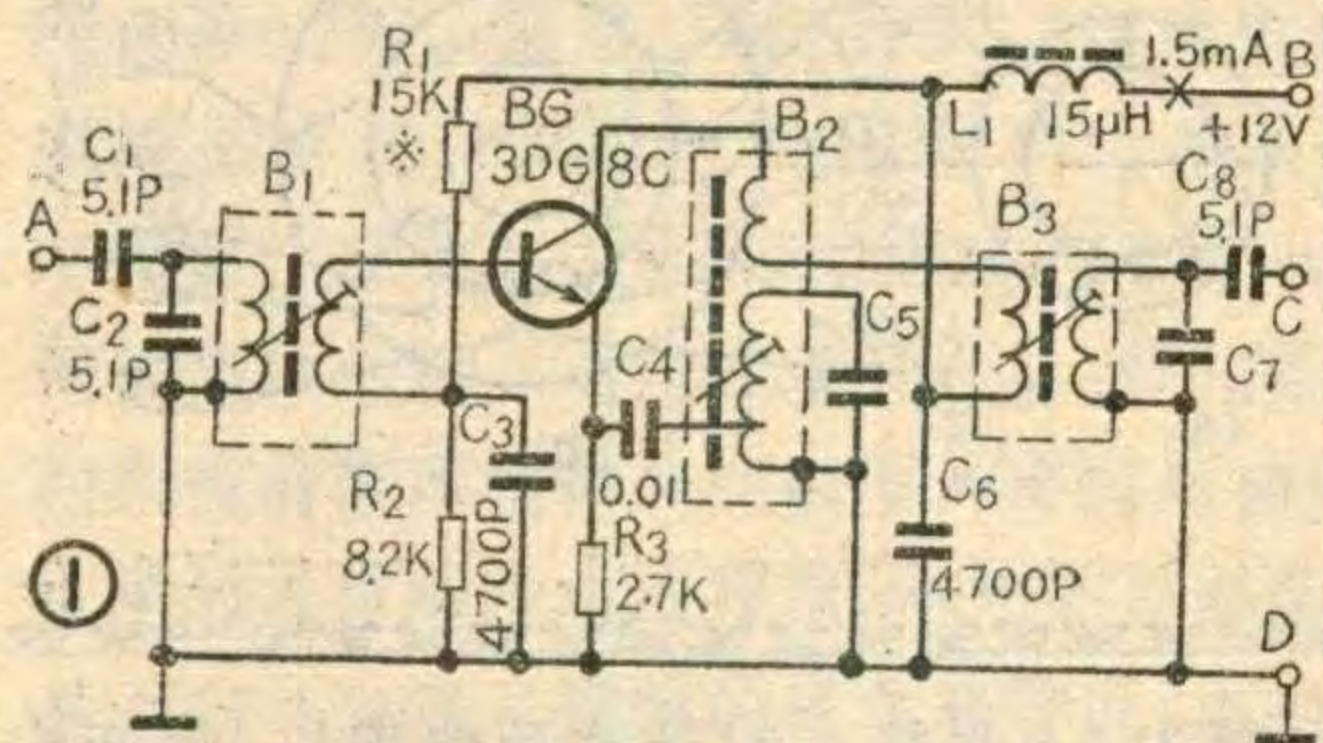 R1
15K
※
BG
3DG 8C
B2
L1
15μH
1.5mA
B
+12V
C1
5.1P
A
B1
C2
5.1P
C8
5.1P
C
B3
C7
C5
C4
0.01
C3
4700P
R2
8.2K
R3
2.7K
C6
4700P
D
1